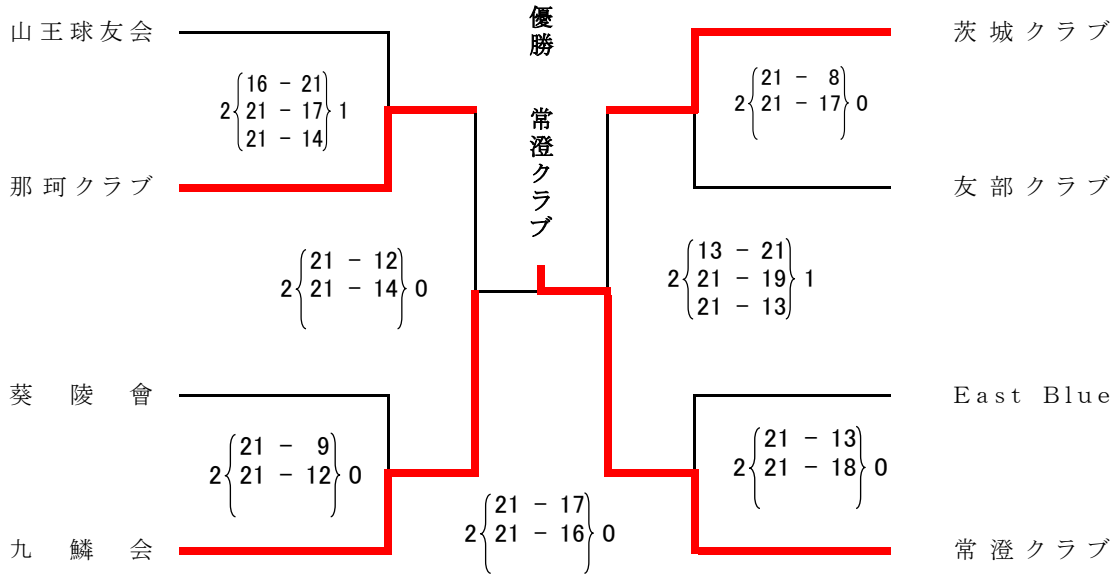 優勝 常澄クラブ
山王球友会
2 16 - 21 1
21 - 17
21 - 14
那珂クラブ
茨城クラブ
2 21 - 8 0
21 - 17
友部クラブ
2 21 - 12 0
21 - 14
2 13 - 21 1
21 - 19
21 - 13
葵陵會
2 21 - 9 0
21 - 12
九鱗会
East Blue
2 21 - 13 0
21 - 18
常澄クラブ
2 21 - 17 0
21 - 16